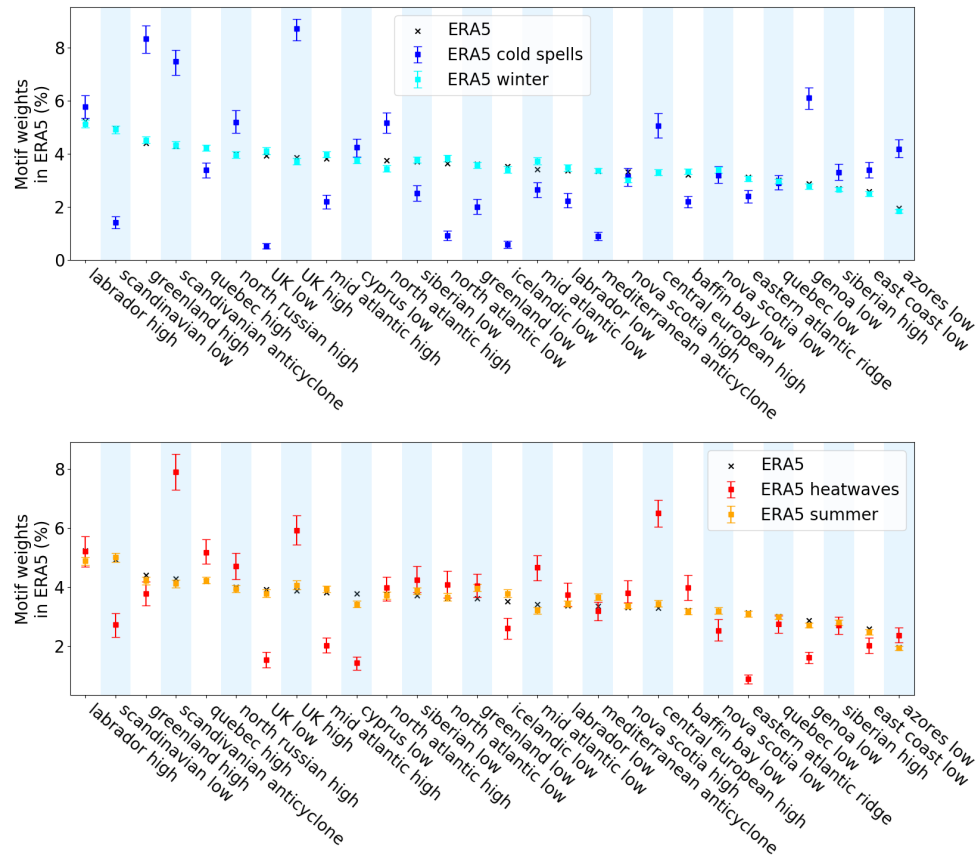 Motif weights
in ERA5 (%)
8
6
4
2
0
ERA5
ERA5 cold spells
ERA5 winter
labrador high
scandinavian low
greenland high
scandivanian anticyclone
quebec high
north russian high
UK low
UK high
mid atlantic high
cyprus low
north atlantic high
siberian low
north atlantic low
greenland low
icelandic low
mid atlantic low
labrador low
mediterranean anticyclone
nova scotia high
central european high
baffin bay low
nova scotia low
eastern atlantic ridge
quebec low
genoa low
siberian high
east coast low
azores low
Motif weights
in ERA5 (%)
8
6
4
2
ERA5
ERA5 heatwaves
ERA5 summer
labrador high
scandinavian low
greenland high
scandivanian anticyclone
quebec high
north russian high
UK low
UK high
mid atlantic high
cyprus low
north atlantic high
siberian low
north atlantic low
greenland low
icelandic low
mid atlantic low
labrador low
mediterranean anticyclone
nova scotia high
central european high
baffin bay low
nova scotia low
eastern atlantic ridge
quebec low
genoa low
siberian high
east coast low
azores low